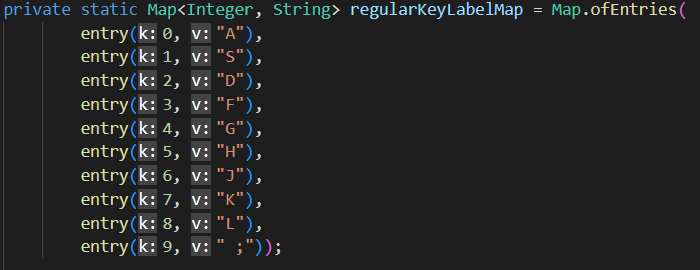 private static Map<Integer, String> regularKeyLabelMap = Map.ofEntries(
entry(k: 0, v: "A"),
entry(k: 1, v: "S"),
entry(k: 2, v: "D"),
entry(k: 3, v: "F"),
entry(k: 4, v: "G"),
entry(k: 5, v: "H"),
entry(k: 6, v: "J"),
entry(k: 7, v: "K"),
entry(k: 8, v: "L"),
entry(k: 9, v: " ;"));